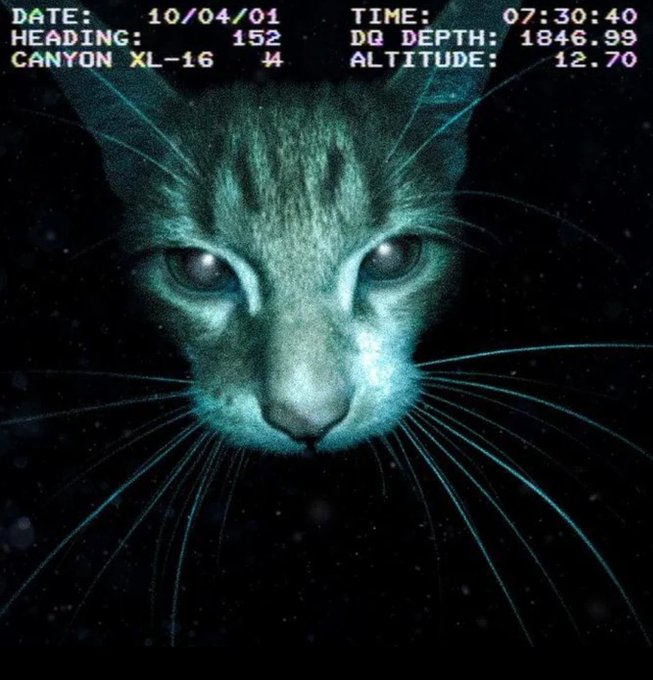 DATE: 10/04/01 TIME: 07:30:40
HEADING: 152 DQ DEPTH: 1846.99
CANYON XL-16 ALTITUDE: 12.70